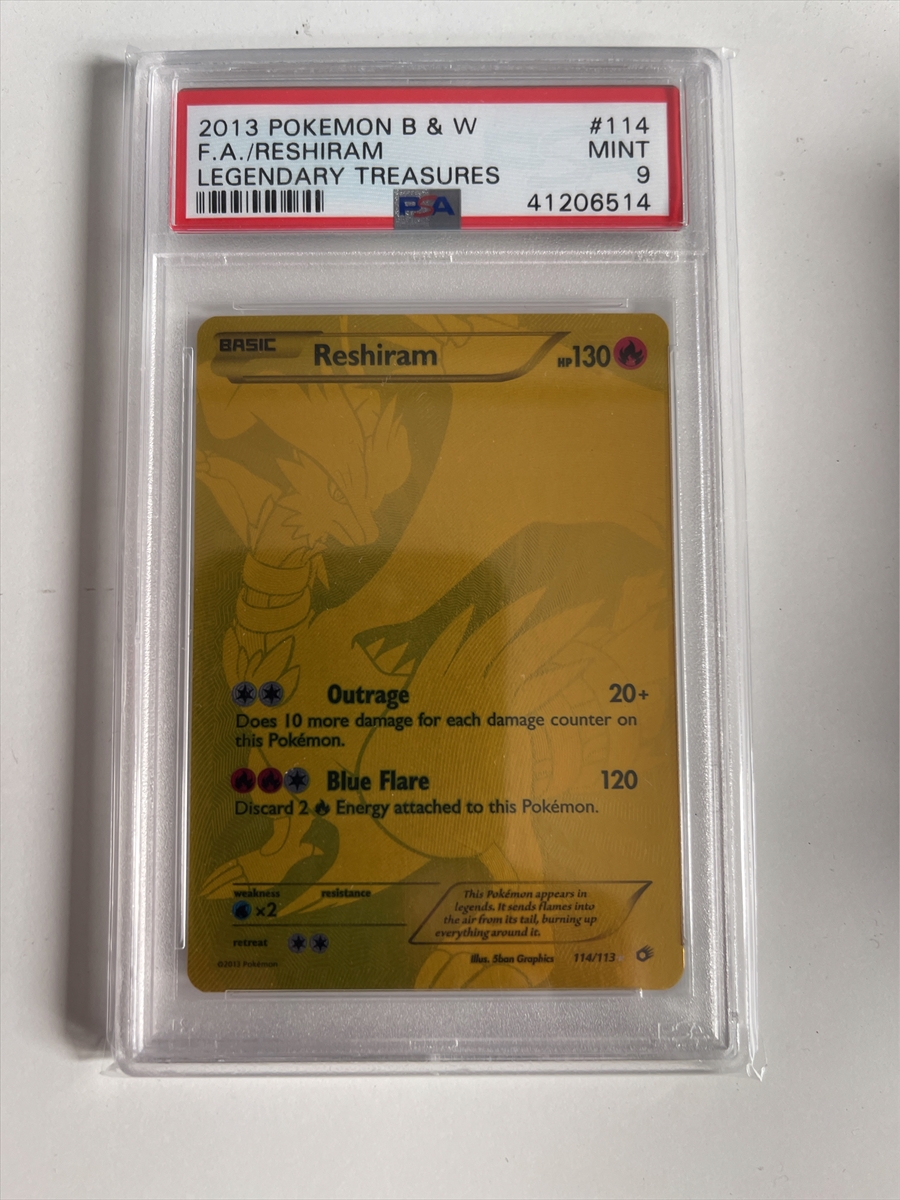 2013 POKEMON B & W #114
F.A./RESHIRAM MINT
LEGENDARY TREASURES 9
PSA 41206514
BASIC Reshiram HP130
Outrage 20+
Does 10 more damage for each damage counter on
this Pokémon.
Blue Flare 120
Discard 2 Energy attached to this Pokémon.
weakness resistance
×2
retreat
This Pokémon appears in
legends. It sends flames into
the air from its tail, burning up
everything around it.
©2013 Pokémon
Illus. 5ban Graphics 114/113
PSA